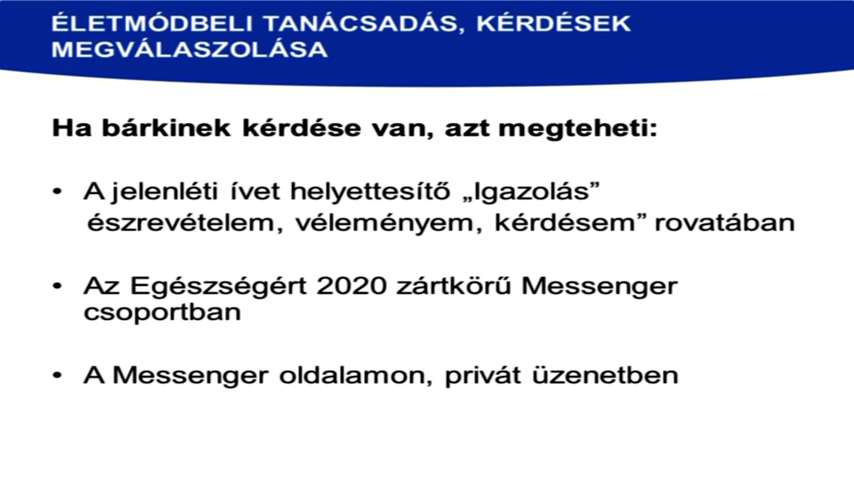 ÉLETMÓDBELI TANÁCSADÁS, KÉRDÉSEK
MEGVÁLASZOLÁSA
Ha bárkinek kérdése van, azt megteheti:
• A jelenléti ívet helyettesítő „Igazolás”
észrevételem, véleményem, kérdésem” rovatában
• Az Egészségért 2020 zártkörű Messenger
csoportban
• A Messenger oldalamon, privát üzenetben